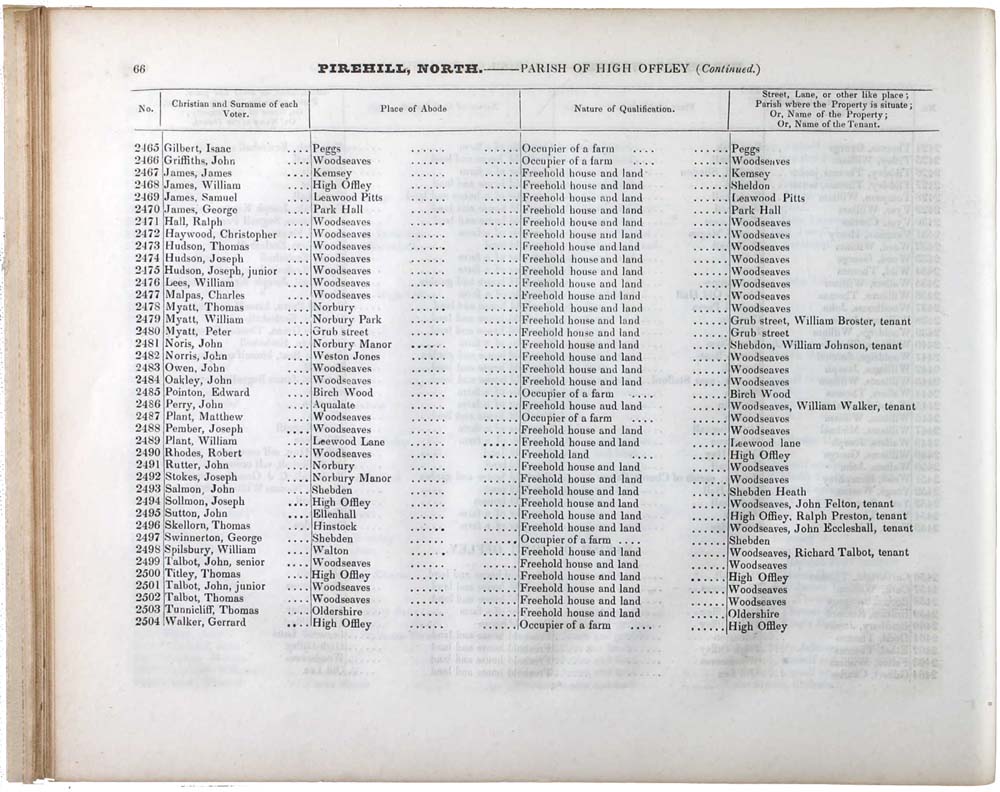 66 PIREHILL, NORTH.——PARISH OF HIGH OFFLEY (Continued.)
No. Christian and Surname of each Voter. Place of Abode Nature of Qualification. Street, Lane, or other like place; Parish where the Property is situate; Or, Name of the Property; Or, Name of the Tenant.
2465 Gilbert, Isaac .... Peggs ...... ...... Occupier of a farm .... ...... Peggs
2466 Griffiths, John .... Woodseaves ...... ...... Occupier of a farm .... ...... Woodseaves
2467 James, James .... Kemsey ...... ...... Freehold house and land ...... Kemsey
2468 James, William .... High Offley ...... ...... Freehold house and land ...... Sheldon
2469 James, Samuel .... Leawood Pitts ...... ...... Freehold house and land ...... Leawood Pitts
2470 James, George .... Park Hall ...... ...... Freehold house and land ...... Park Hall
2471 Hall, Ralph .... Woodseaves ...... ...... Freehold house and land ...... Woodseaves
2472 Haywood, Christopher .... Woodseaves ...... ...... Freehold house and land ...... Woodseaves
2473 Hudson, Thomas .... Woodseaves ...... ...... Freehold house and land ...... Woodseaves
2474 Hudson, Joseph .... Woodseaves ...... ...... Freehold house and land ...... Woodseaves
2475 Hudson, Joseph, junior .... Woodseaves ...... ...... Freehold house and land ...... Woodseaves
2476 Lees, William .... Woodseaves ...... ...... Freehold house and land ...... Woodseaves
2477 Malpas, Charles .... Woodseaves ...... ...... Freehold house and land ...... Woodseaves
2478 Myatt, Thomas .... Norbury ...... ...... Freehold house and land ...... Woodseaves
2479 Myatt, William .... Norbury Park ...... ...... Freehold house and land ...... Grub street, William Broster, tenant
2480 Myatt, Peter .... Grub street ...... ...... Freehold house and land ...... Grub street
2481 Noris, John .... Norbury Manor ...... ...... Freehold house and land ...... Shebdon, William Johnson, tenant
2482 Norris, John .... Weston Jones ...... ...... Freehold house and land ...... Woodseaves
2483 Owen, John .... Woodseaves ...... ...... Freehold house and land ...... Woodseaves
2484 Oakley, John .... Woodseaves ...... ...... Freehold house and land ...... Woodseaves
2485 Pointon, Edward .... Birch Wood ...... ...... Occupier of a farm .... ...... Birch Wood
2486 Perry, John .... Aqualate ...... ...... Freehold house and land ...... Woodseaves, William Walker, tenant
2487 Plant, Matthew .... Woodseaves ...... ...... Occupier of a farm .... ...... Woodseaves
2488 Pember, Joseph .... Woodseaves ...... ...... Freehold house and land ...... Woodseaves
2489 Plant, William .... Leewood Lane ...... ...... Freehold house and land ...... Leewood lane
2490 Rhodes, Robert .... Woodseaves ...... ...... Freehold land .... ...... High Offley
2491 Rutter, John .... Norbury ...... ...... Freehold house and land ...... Woodseaves
2492 Stokes, Joseph .... Norbury Manor ...... ...... Freehold house and land ...... Woodseaves
2493 Salmon, John .... Shebden ...... ...... Freehold house and land ...... Shebden Heath
2494 Sollmon, Joseph .... High Offley ...... ...... Freehold house and land ...... Woodseaves, John Felton, tenant
2495 Sutton, John .... Ellenhall ...... ...... Freehold house and land ...... High Offley, Ralph Preston, tenant
2496 Skellorn, Thomas .... Hinstock ...... ...... Freehold house and land ...... Woodseaves, John Eccleshall, tenant
2497 Swinnerton, George .... Shebden ...... ...... Occupier of a farm .... ...... Shebden
2498 Spilsbury, William .... Walton ...... ...... Freehold house and land ...... Woodseaves, Richard Talbot, tenant
2499 Talbot, John, senior .... Woodseaves ...... ...... Freehold house and land ...... Woodseaves
2500 Titley, Thomas .... High Offley ...... ...... Freehold house and land ...... High Offley
2501 Talbot, John, junior .... Woodseaves ...... ...... Freehold house and land ...... Woodseaves
2502 Talbot, Thomas .... Woodseaves ...... ...... Freehold house and land ...... Woodseaves
2503 Tunnicliff, Thomas .... Oldershire ...... ...... Freehold house and land ...... Oldershire
2504 Walker, Gerrard .... High Offley ...... ...... Occupier of a farm .... ...... High Offley